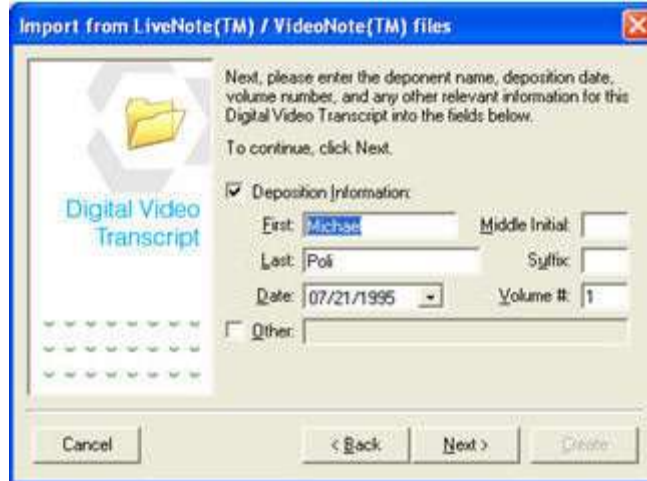 Import from LiveNote(TM) / VideoNote(TM) files
Next, please enter the deponent name, deposition date,
volume number, and any other relevant information for this
Digital Video Transcript into the fields below.
To continue, click Next.
Digital Video
Transcript
Deposition Information:
First: Michae Middle Initial:
Last: Poli Suffix:
Date: 07/21/1995 Volume #: 1
Other:
Cancel < Back Next > Create